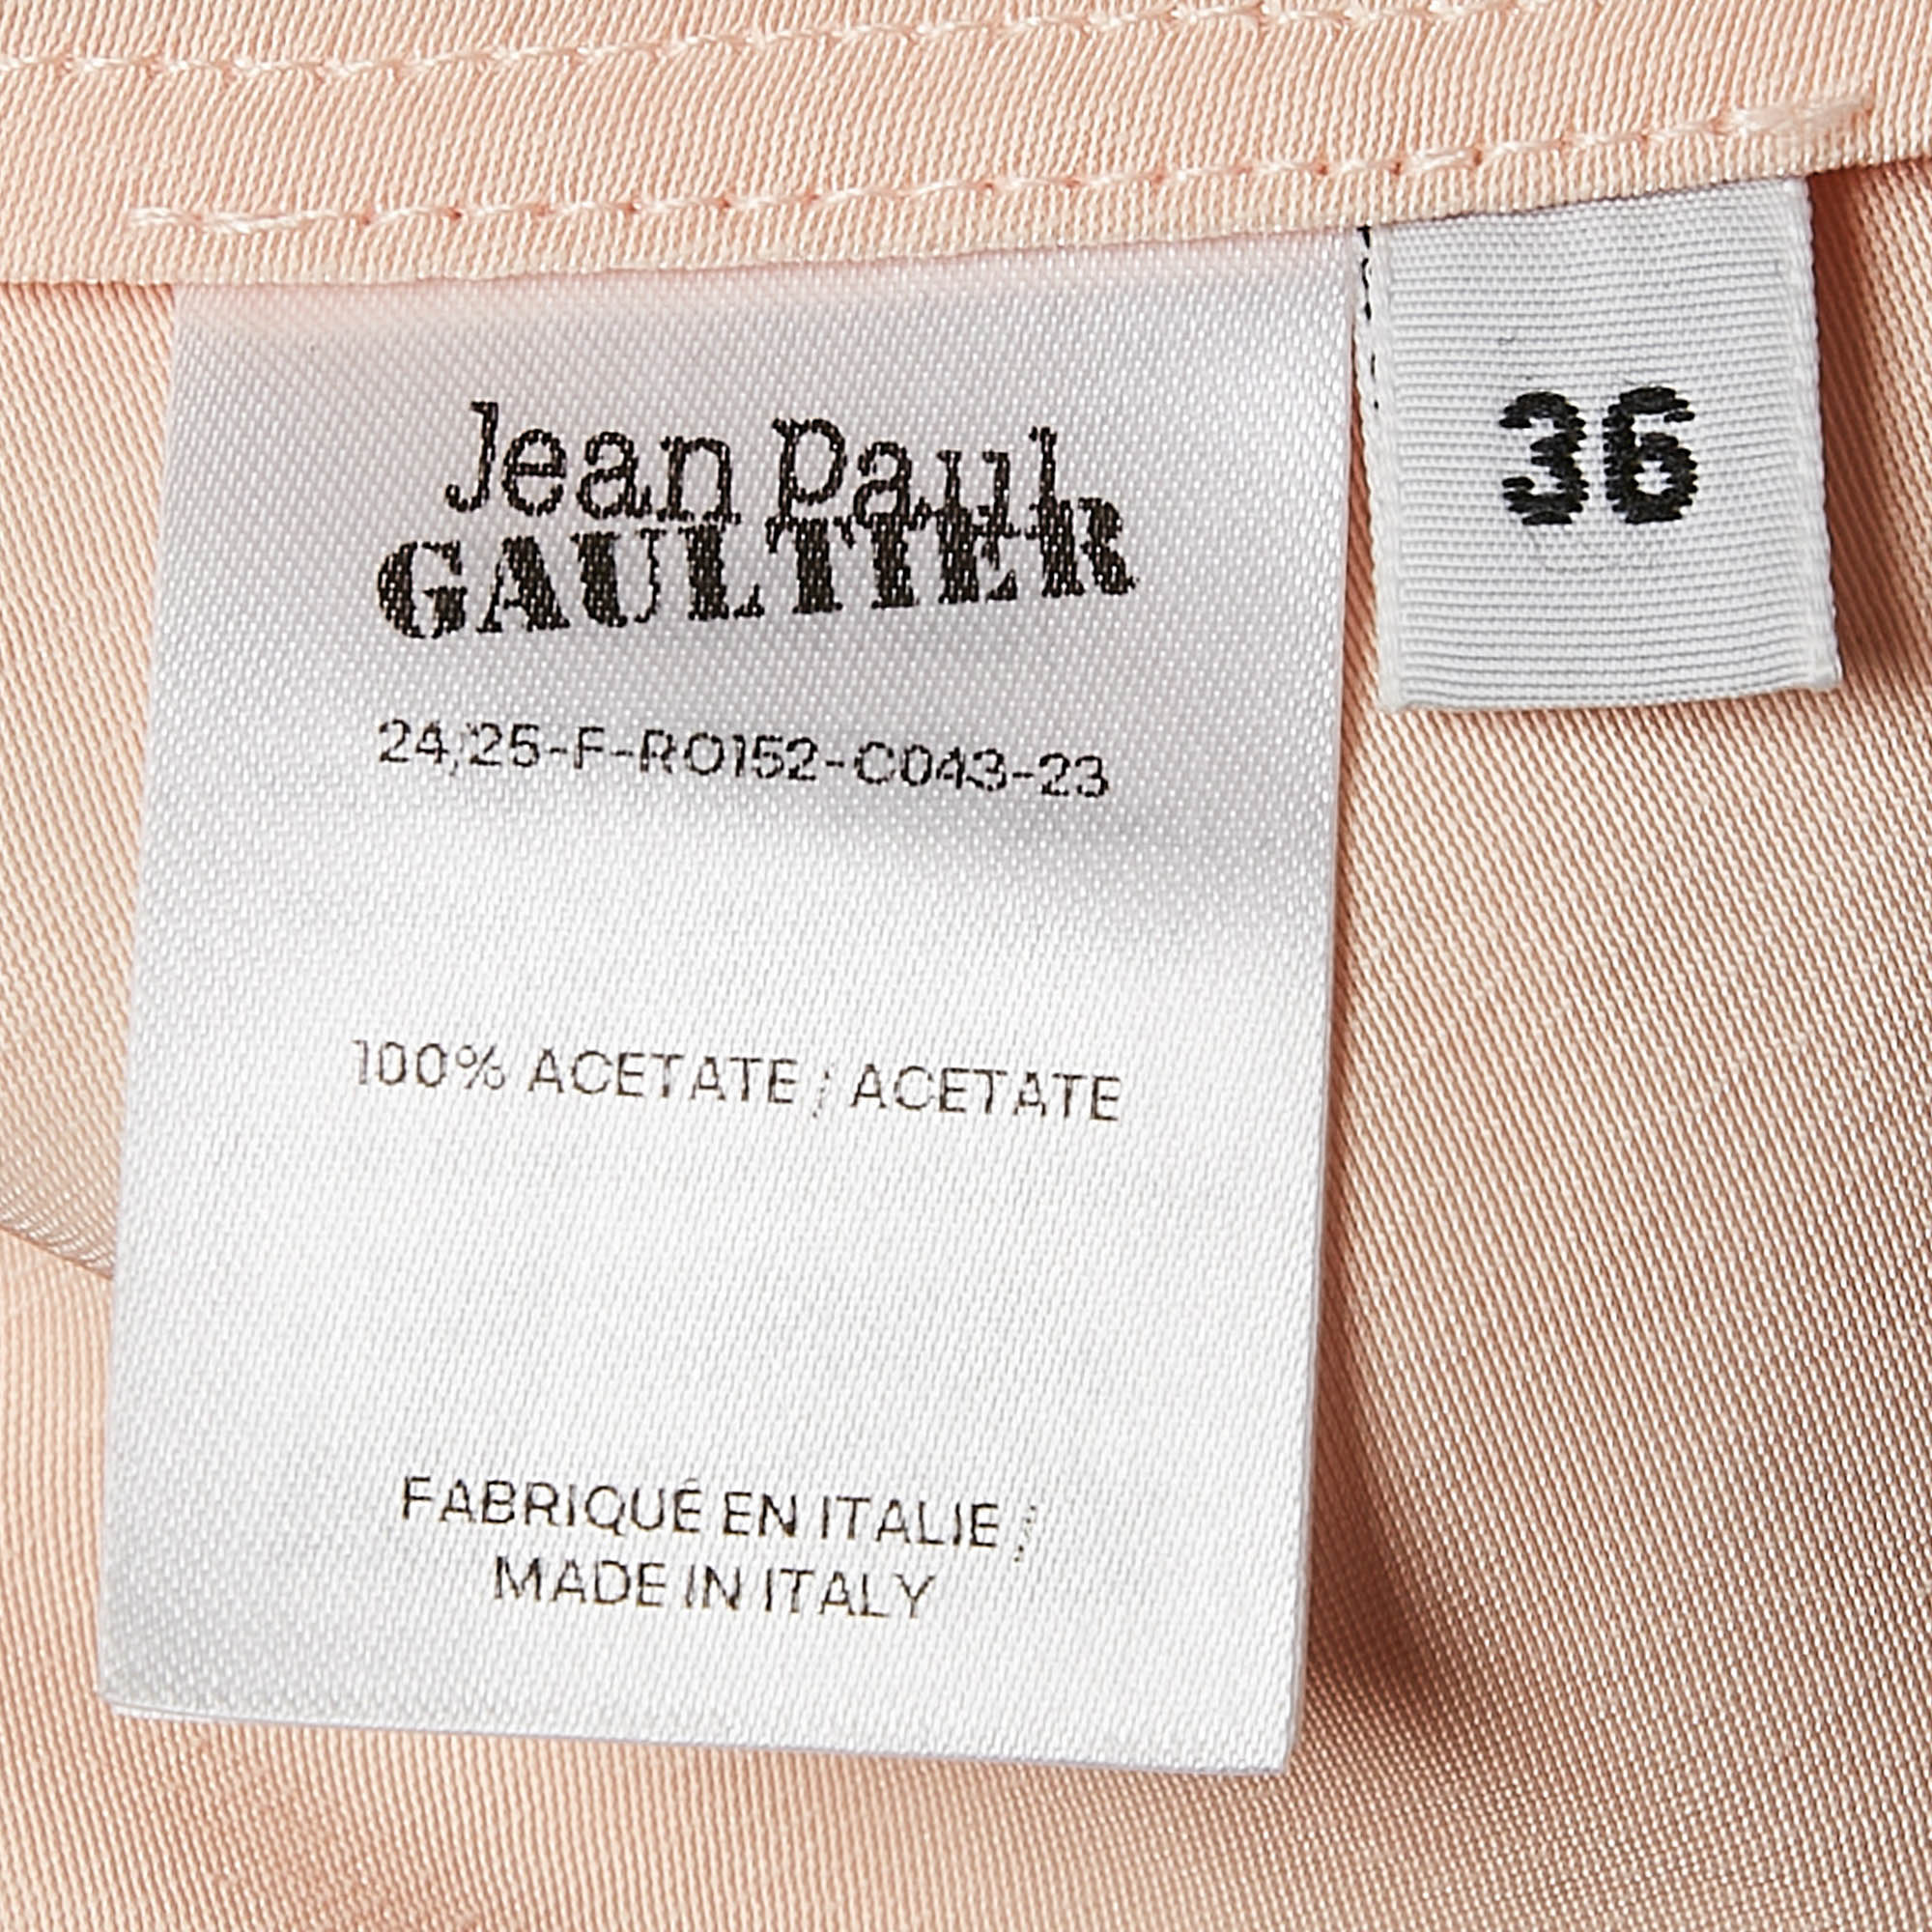 Jean Paul
GAULTIER
36
24/25-F-RO152-C043-23
100% ACETATE / ACETATE
FABRIQUÉ EN ITALIE /
MADE IN ITALY